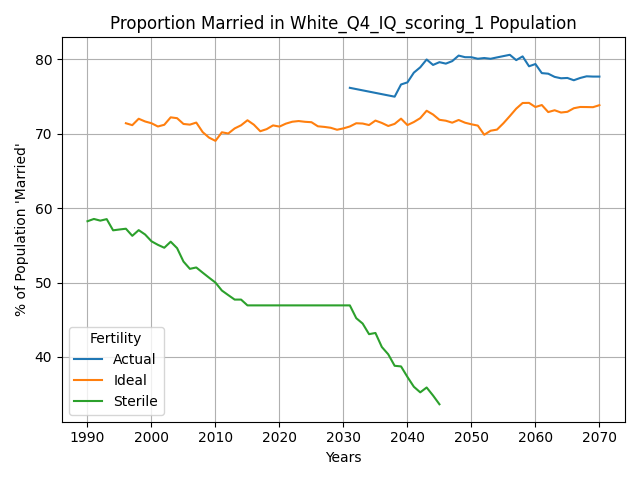 Proportion Married in White_Q4_IQ_scoring_1 Population
% of Population 'Married'
80
70
60
50
40
Fertility
Actual
Ideal
Sterile
1990 2000 2010 2020 2030 2040 2050 2060 2070
Years